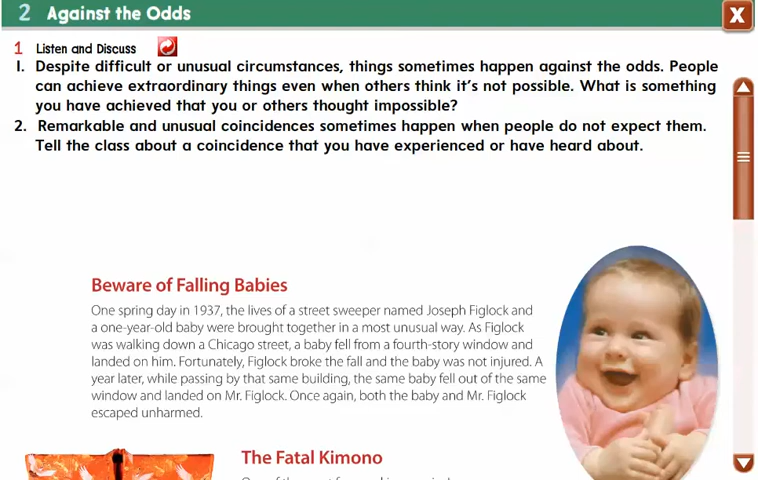 2 Against the Odds
X
1 Listen and Discuss
1. Despite difficult or unusual circumstances, things sometimes happen against the odds. People
can achieve extraordinary things even when others think it's not possible. What is something
you have achieved that you or others thought impossible?
2. Remarkable and unusual coincidences sometimes happen when people do not expect them.
Tell the class about a coincidence that you have experienced or have heard about.
Beware of Falling Babies
One spring day in 1937, the lives of a street sweeper named Joseph Figlock and
a one-year-old baby were brought together in a most unusual way. As Figlock
was walking down a Chicago street, a baby fell from a fourth-story window and
landed on him. Fortunately, Figlock broke the fall and the baby was not injured. A
year later, while passing by that same building, the same baby fell out of the same
window and landed on Mr. Figlock. Once again, both the baby and Mr. Figlock
escaped unharmed.
The Fatal Kimono